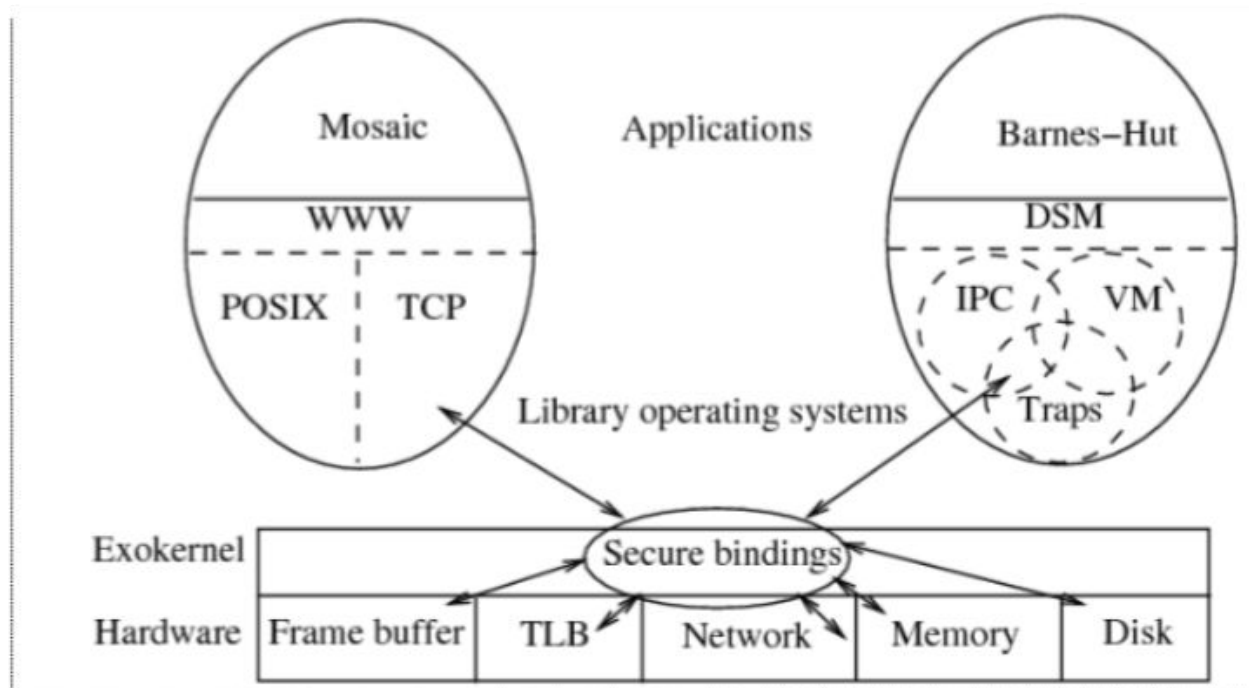 Mosaic
Applications
Barnes–Hut
WWW
DSM
POSIX
TCP
IPC
VM
Library operating systems
Traps
Exokernel
Secure bindings
Hardware
Frame buffer
TLB
Network
Memory
Disk